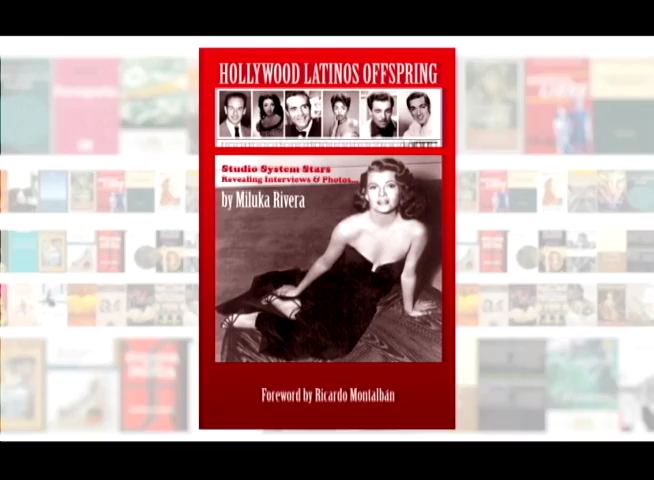 HOLLYWOOD LATINOS OFFSPRING
Studio System Stars
Revealing Interviews & Photos...
by Miluka Rivera
Foreword by Ricardo Montalbán